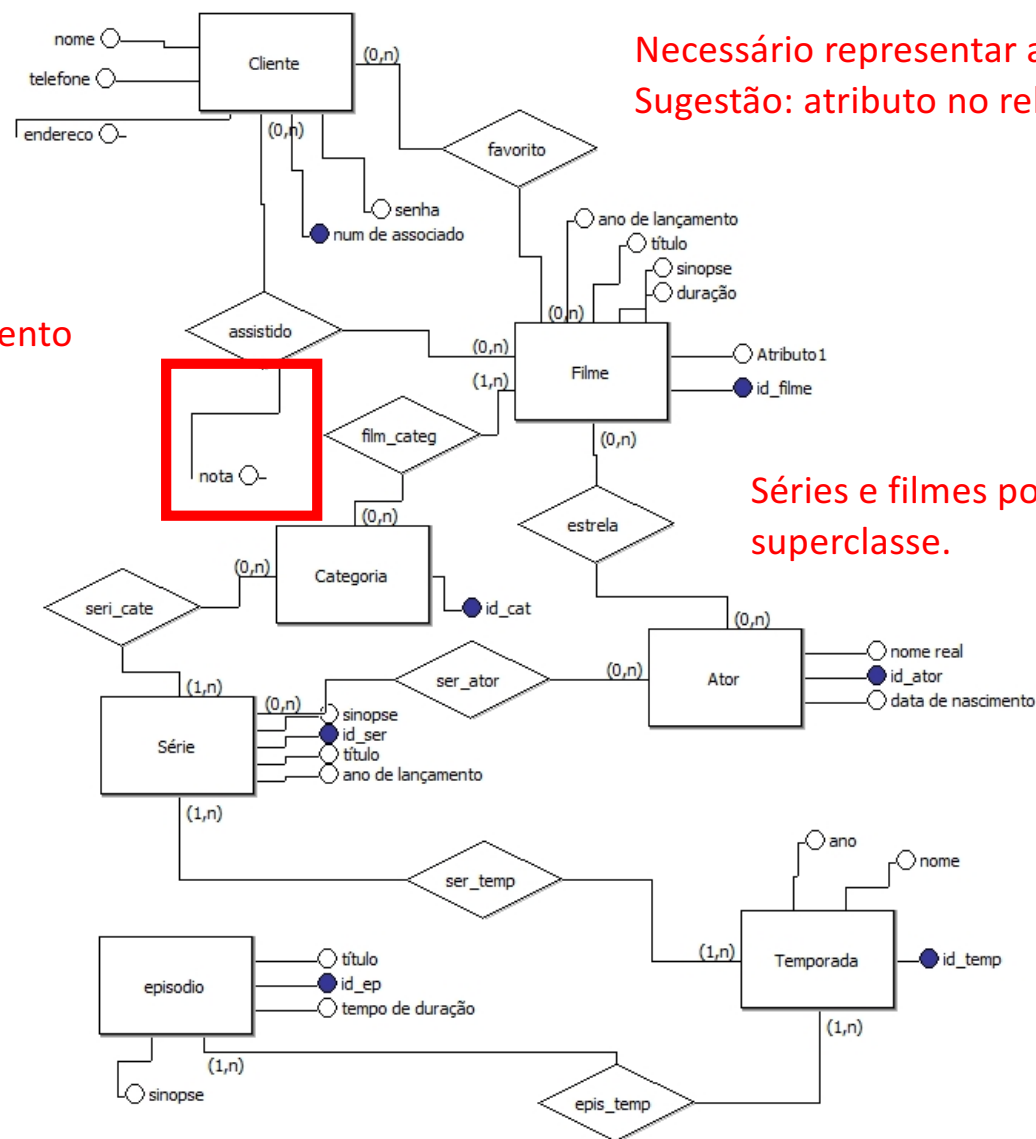 nome
Cliente
(0,n)
Necessário representar a
Sugestão: atributo no rel
telefone
endereco
(0,n)
favorito
senha
num de associado
ano de lançamento
título
sinopse
duração
(0,n)
ento
assistido
(0,n)
Filme
Atributo1
(1,n)
id_filme
film_categ
(0,n)
nota
Séries e filmes po
superclasse.
(0,n)
estrela
(0,n)
Categoria
seri_cate
id_cat
(0,n)
nome real
(1,n)
(0,n)
ser_ator
(0,n)
Ator
id_ator
data de nascimento
sinopse
id_ser
Série
título
ano de lançamento
(1,n)
ano
nome
ser_temp
(1,n)
Temporada
id_temp
título
episodio
id_ep
tempo de duração
(1,n)
(1,n)
sinopse
epis_temp